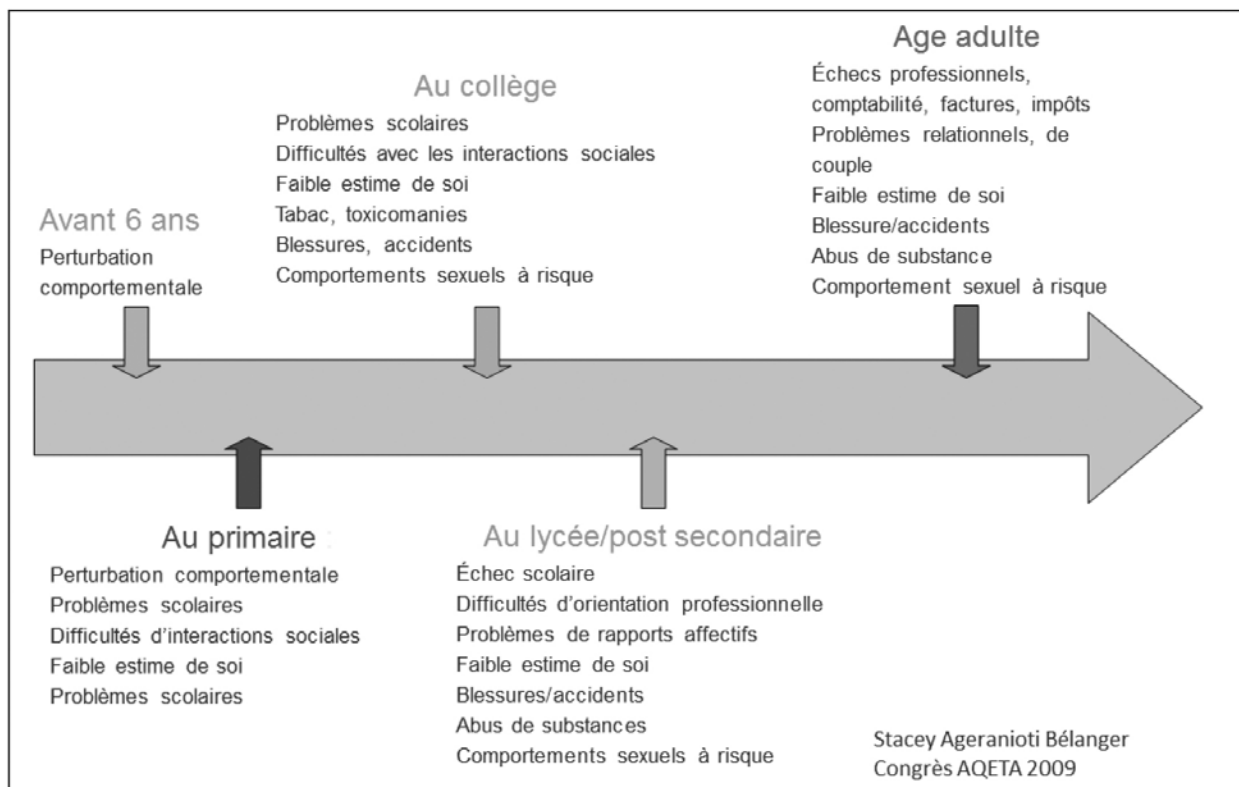 Avant 6 ans
Perturbation
comportementale
Au primaire :
Perturbation comportementale
Problèmes scolaires
Difficultés d'interactions sociales
Faible estime de soi
Problèmes scolaires
Au collège
Problèmes scolaires
Difficultés avec les interactions sociales
Faible estime de soi
Tabac, toxicomanies
Blessures, accidents
Comportements sexuels à risque
Au lycée/post secondaire
Échec scolaire
Difficultés d'orientation professionnelle
Problèmes de rapports affectifs
Faible estime de soi
Blessures/accidents
Abus de substances
Comportements sexuels à risque
Age adulte
Échecs professionnels,
comptabilité, factures, impôts
Problèmes relationnels, de
couple
Faible estime de soi
Blessure/accidents
Abus de substance
Comportement sexuel à risque
Stacey Ageranioti Bélanger
Congrès AQETA 2009